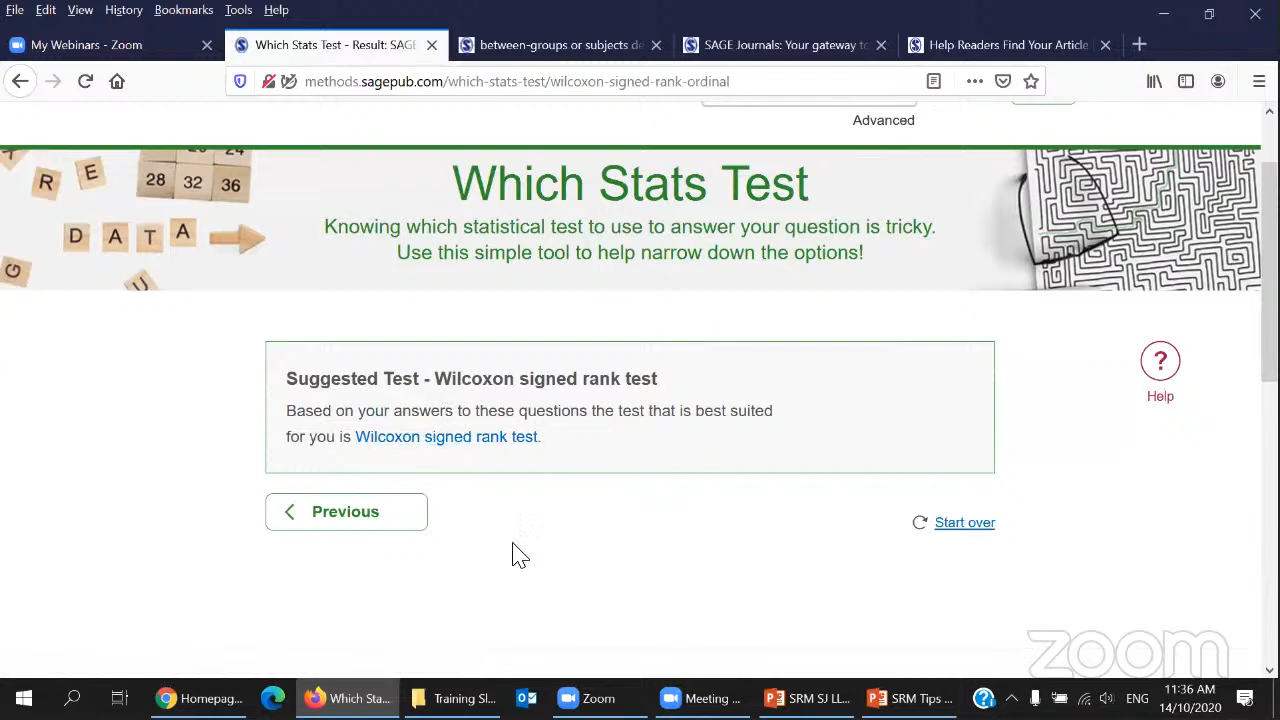 File Edit View History Bookmarks Tools Help
My Webinars - Zoom
Which Stats Test - Result: SAGE
between-groups or subjects de
SAGE Journals: Your gateway to
Help Readers Find Your Article
methods.sagepub.com/which-stats-test/wilcoxon-signed-rank-ordinal
Advanced
R E
24
28 32 36
D A T A
G
U
Which Stats Test
Knowing which statistical test to use to answer your question is tricky.
Use this simple tool to help narrow down the options!
Suggested Test - Wilcoxon signed rank test
Based on your answers to these questions the test that is best suited
for you is Wilcoxon signed rank test.
?
Help
Previous
Start over
zoom
Homepag...
Which Sta...
Training Sl...
Zoom
Meeting ...
SRM SJ LL...
SRM Tips ...
ENG
11:36 AM
14/10/2020